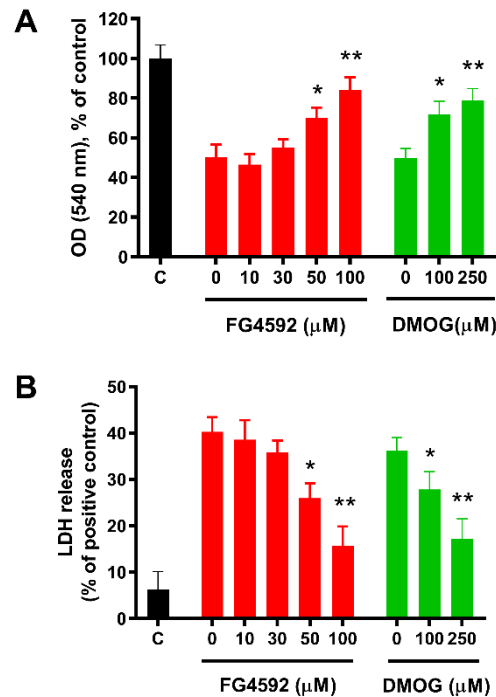 A
OD (540 nm), % of control
120
100
80
60
40
20
0
* ** * **
C 0 10 30 50 100 0 100 250
FG4592 (μM) DMOG(μM)
B
LDH release
(% of positive control)
50
40
30
20
10
0
* ** * **
C 0 10 30 50 100 0 100 250
FG4592 (μM) DMOG (μM)